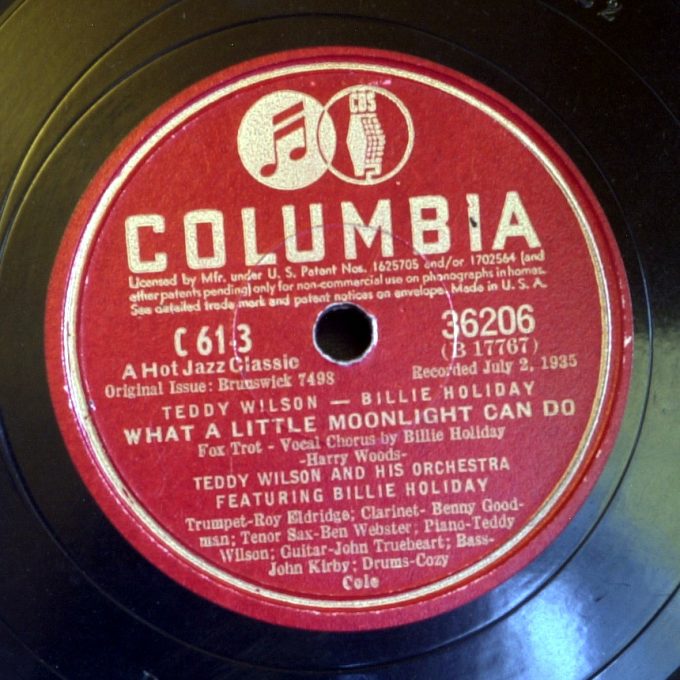 CBS
COLUMBIA
Licensed by Mfr. under U. S. Patent Nos. 1625705 and/or 1702564 (and
other patents pending) only for non-commercial use on phonographs in homes.
See detailed trade mark and patent notices on envelope. Made in U. S. A.
C 61-3
36206
(B 17767)
A Hot Jazz Classic
Recorded July 2, 1935
Original Issue: Brunswick 7498
TEDDY WILSON — BILLIE HOLIDAY
WHAT A LITTLE MOONLIGHT CAN DO
Fox Trot - Vocal Chorus by Billie Holiday
-Harry Woods-
TEDDY WILSON AND HIS ORCHESTRA
FEATURING BILLIE HOLIDAY
Trumpet-Roy Eldridge; Clarinet- Benny Good-
man; Tenor Sax-Ben Webster; Piano-Teddy
Wilson; Guitar-John Trueheart; Bass-
John Kirby; Drums-Cozy
Cole